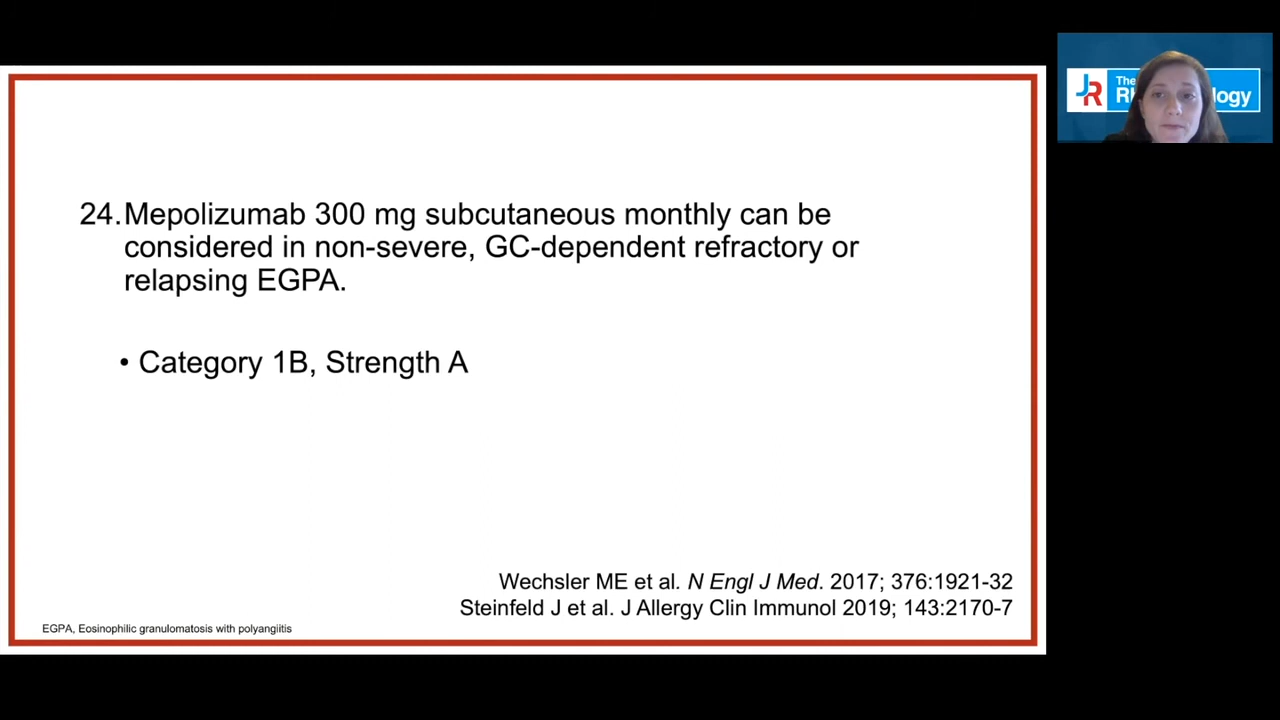 24. Mepolizumab 300 mg subcutaneous monthly can be
considered in non-severe, GC-dependent refractory or
relapsing EGPA.
• Category 1B, Strength A
Wechsler ME et al. N Engl J Med. 2017; 376:1921-32
Steinfeld J et al. J Allergy Clin Immunol 2019; 143:2170-7
EGPA, Eosinophilic granulomatosis with polyangiitis
JR
The